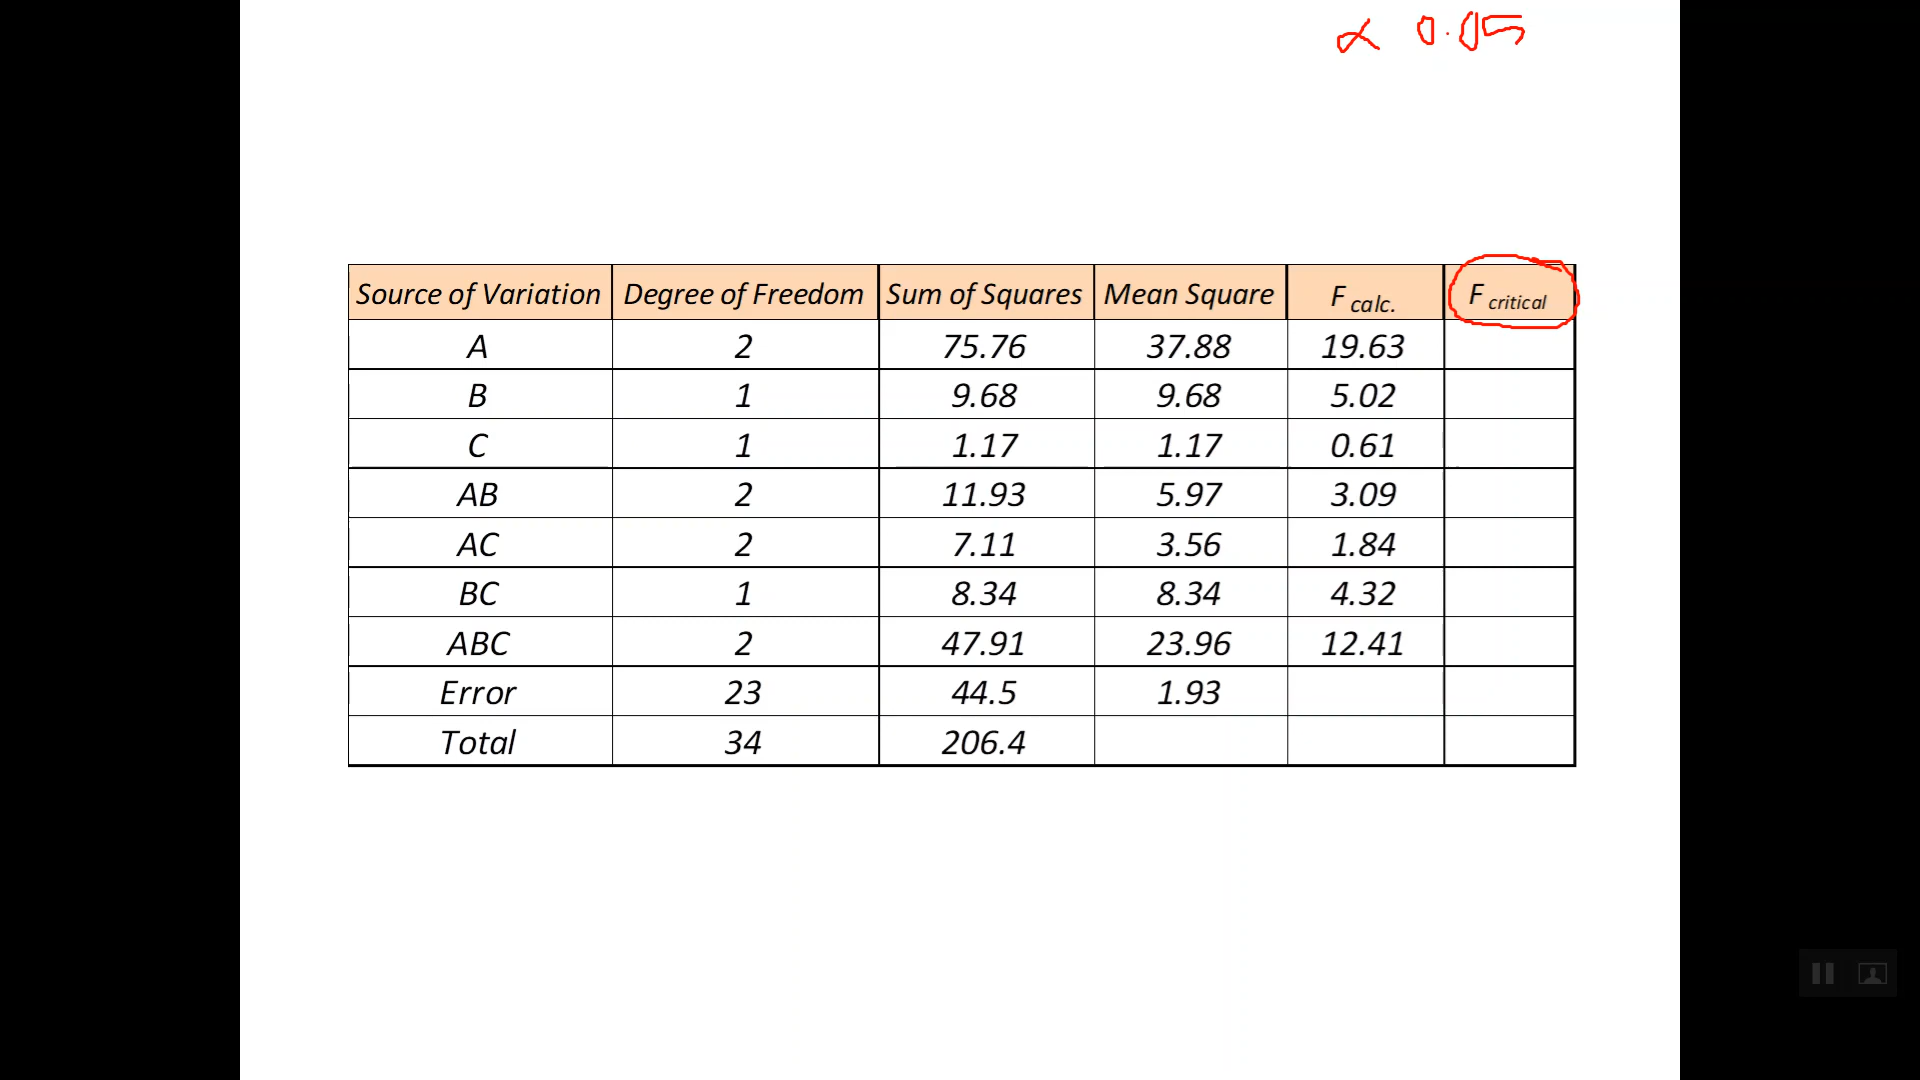 α 0.05
Source of Variation Degree of Freedom Sum of Squares Mean Square F calc. F critical
A 2 75.76 37.88 19.63
B 1 9.68 9.68 5.02
C 1 1.17 1.17 0.61
AB 2 11.93 5.97 3.09
AC 2 7.11 3.56 1.84
BC 1 8.34 8.34 4.32
ABC 2 47.91 23.96 12.41
Error 23 44.5 1.93
Total 34 206.4